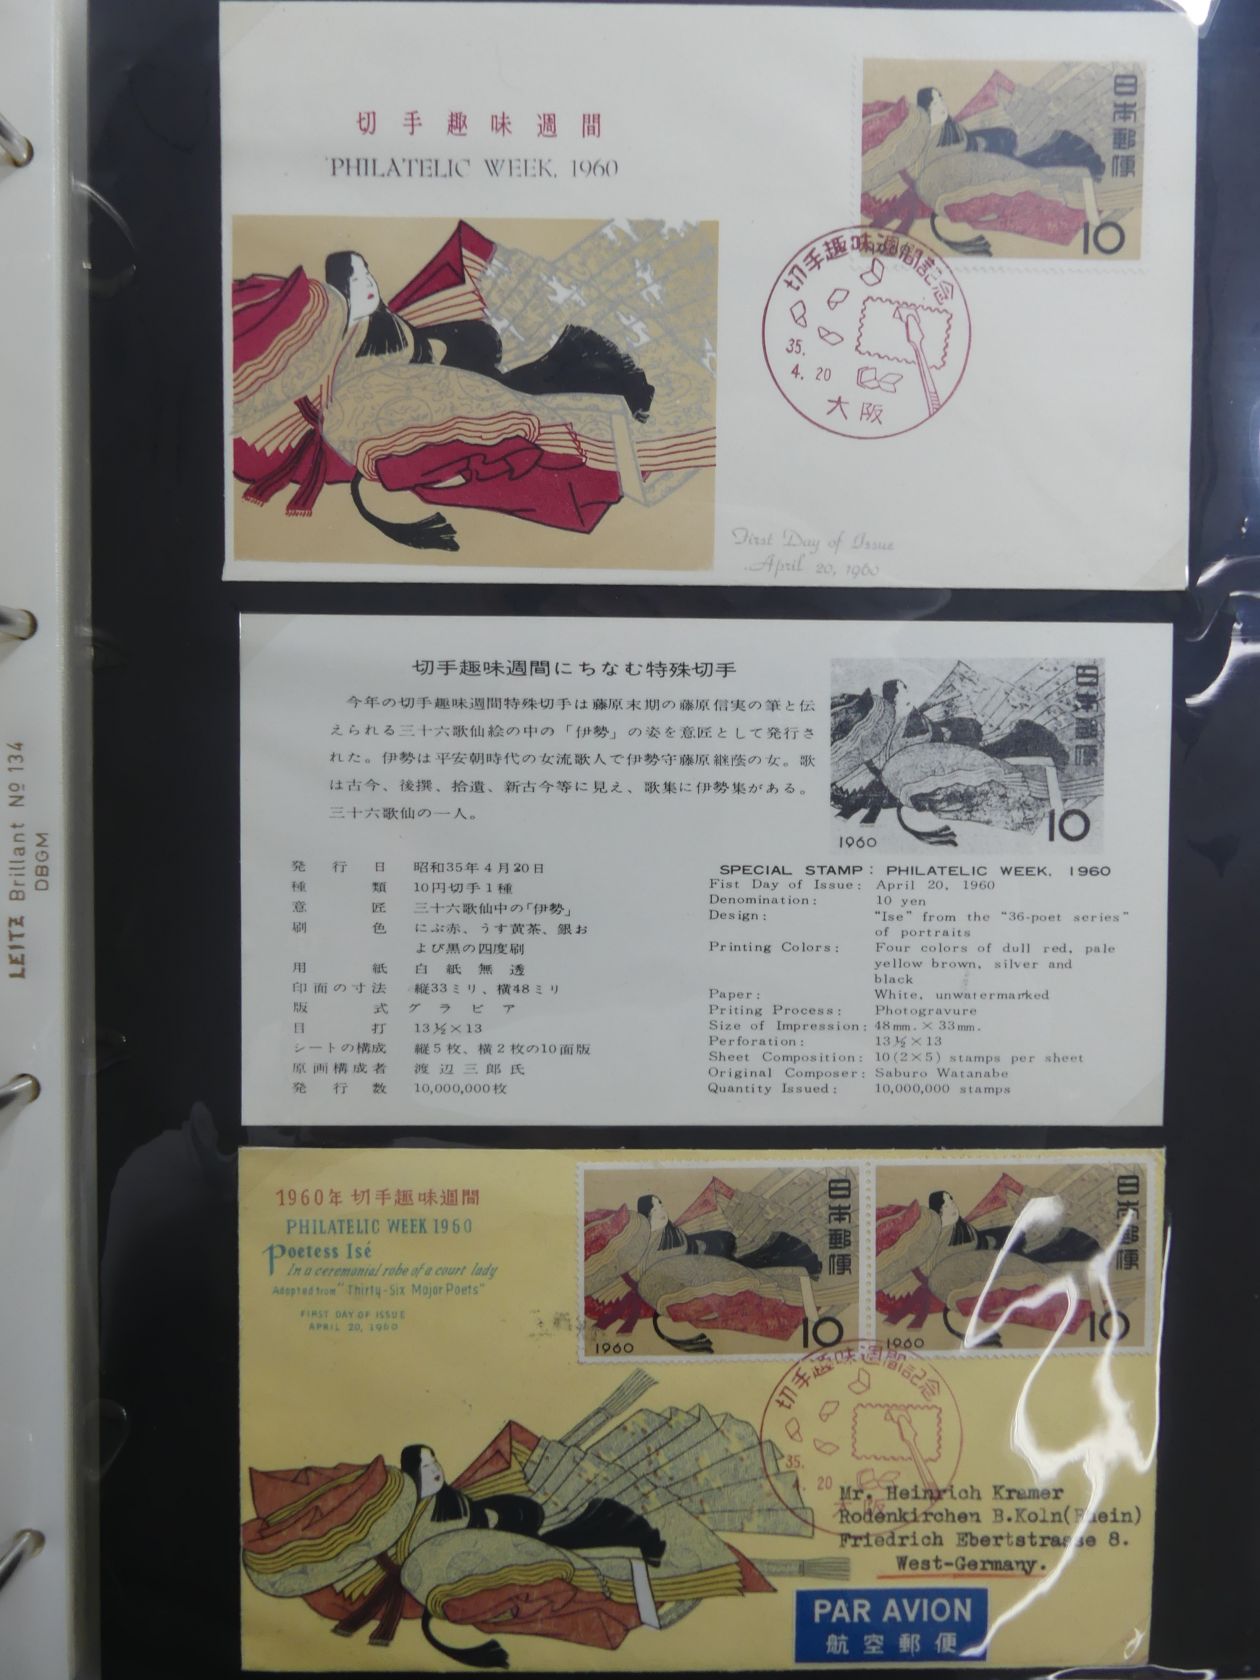 切手趣味週間
PHILATELIC WEEK, 1960
日本郵便
10
切手趣味週間記念
35.
4. 20
大阪
First Day of Issue
April 20, 1960
LEITZ Brillant Nº 134
DBGM
切手趣味週間にちなむ特殊切手
今年の切手趣味週間特殊切手は藤原末期の藤原信実の筆と伝
えられる三十六歌仙絵の中の「伊勢」の姿を意匠として発行さ
れた。伊勢は平安朝時代の女流歌人で伊勢守藤原継蔭の女。歌
は古今、後撰、拾遺、新古今等に見え、歌集に伊勢集がある。
三十六歌仙の一人。
日本郵便
10
1960
発行日 昭和35年4月20日
種類 10円切手1種
意匠 三十六歌仙中の「伊勢」
刷色 にぶ赤、うす黄茶、銀お
よび黒の四度刷
用紙 白紙無透
印面の寸法 縦33ミリ、横48ミリ
版式 グラビア
目打 13½×13
シートの構成 縦5枚、横2枚の10面版
原画構成者 渡辺三郎氏
発行数 10,000,000枚
SPECIAL STAMP: PHILATELIC WEEK, 1960
Fist Day of Issue: April 20, 1960
Denomination: 10 yen
Design: "Ise" from the "36-poet series"
of portraits
Printing Colors: Four colors of dull red, pale
yellow brown, silver and
black
Paper: White, unwatermarked
Priting Process: Photogravure
Size of Impression: 48mm. × 33mm.
Perforation: 13½×13
Sheet Composition: 10(2×5) stamps per sheet
Original Composer: Saburo Watanabe
Quantity Issued: 10,000,000 stamps
1960年 切手趣味週間
PHILATELIC WEEK 1960
Poetess Isé
In a ceremonial robe of a court lady
Adapted from "Thirty-Six Major Poets"
FIRST DAY OF ISSUE
APRIL 20, 1960
日本郵便
10
1960
日本郵便
10
1960
切手趣味週間記念
35.
4. 20
大阪
Mr. Heinrich Kramer
Rodenkirchen B.Koln(Rhein)
Friedrich Ebertstrasse 8.
West-Germany.
PAR AVION
航空郵便